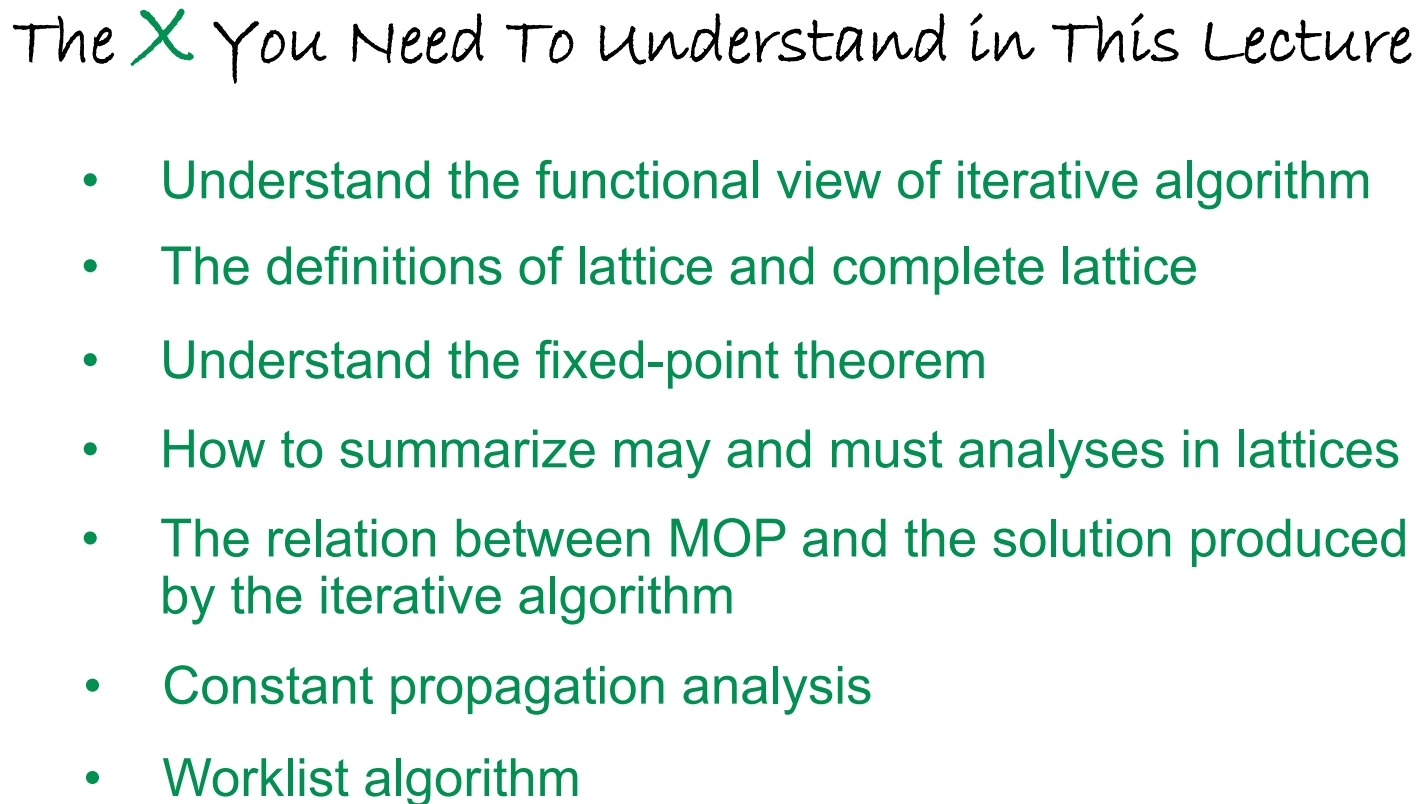 The X You Need To Understand in This Lecture
• Understand the functional view of iterative algorithm
• The definitions of lattice and complete lattice
• Understand the fixed-point theorem
• How to summarize may and must analyses in lattices
• The relation between MOP and the solution produced
by the iterative algorithm
• Constant propagation analysis
• Worklist algorithm